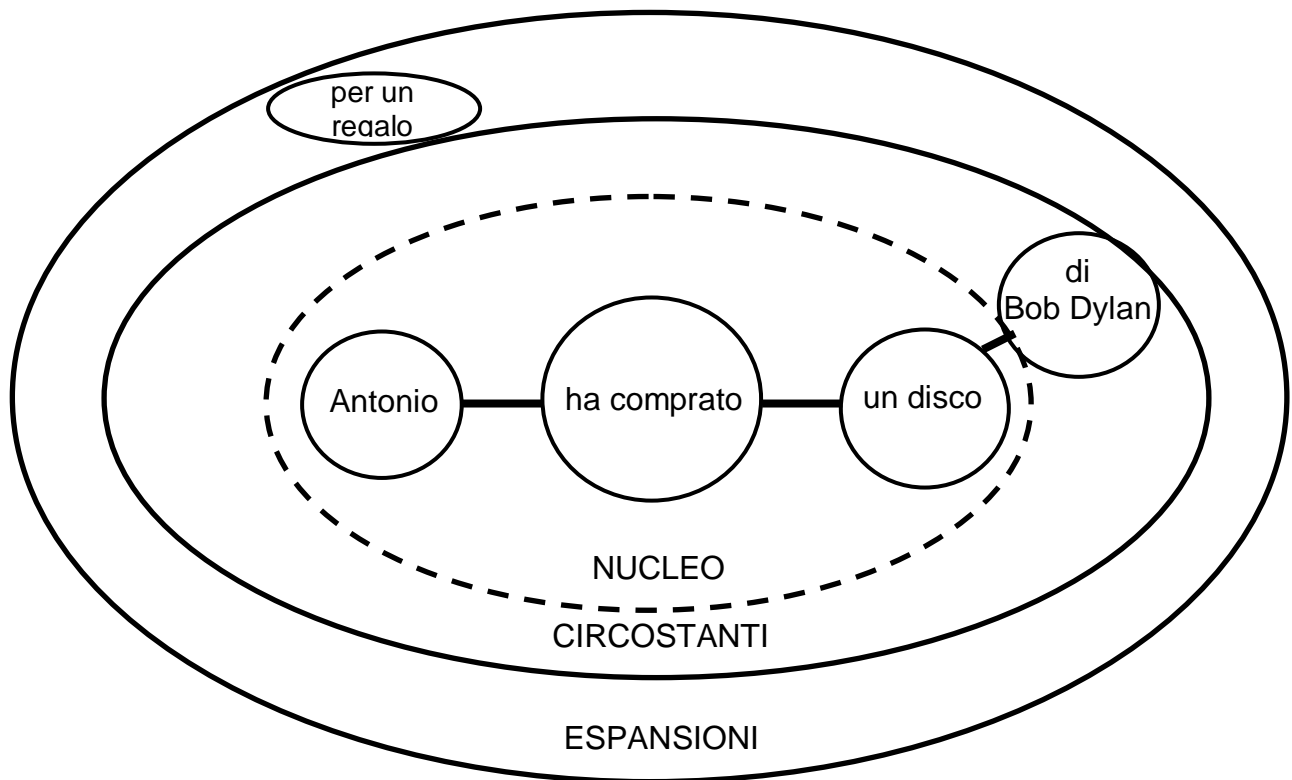 per un
regalo
di
Bob Dylan
Antonio
ha comprato
un disco
NUCLEO
CIRCOSTANTI
ESPANSIONI